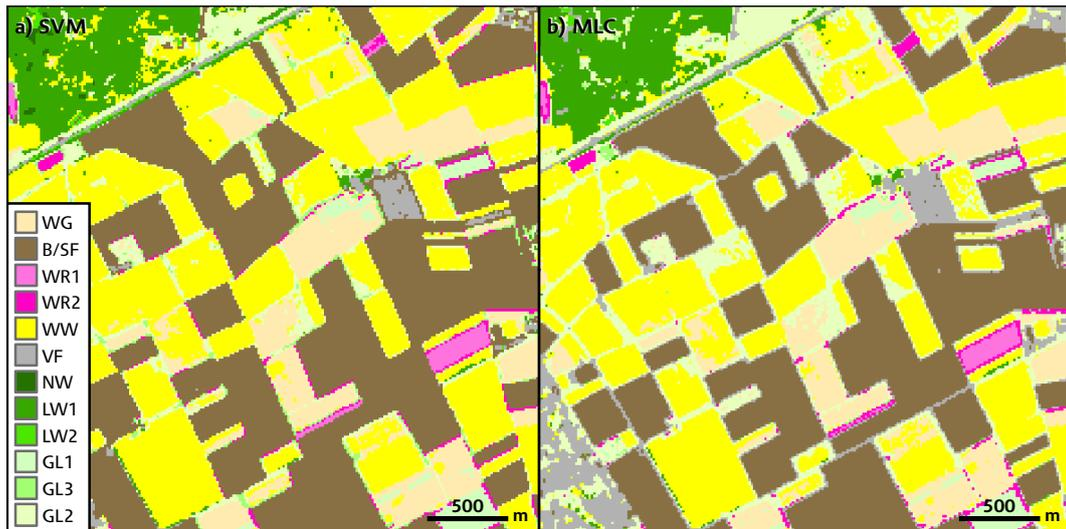 a) SVM
b) MLC
WG
B/SF
WR1
WR2
WW
VF
NW
LW1
LW2
GL1
GL3
GL2
500
m
500
m